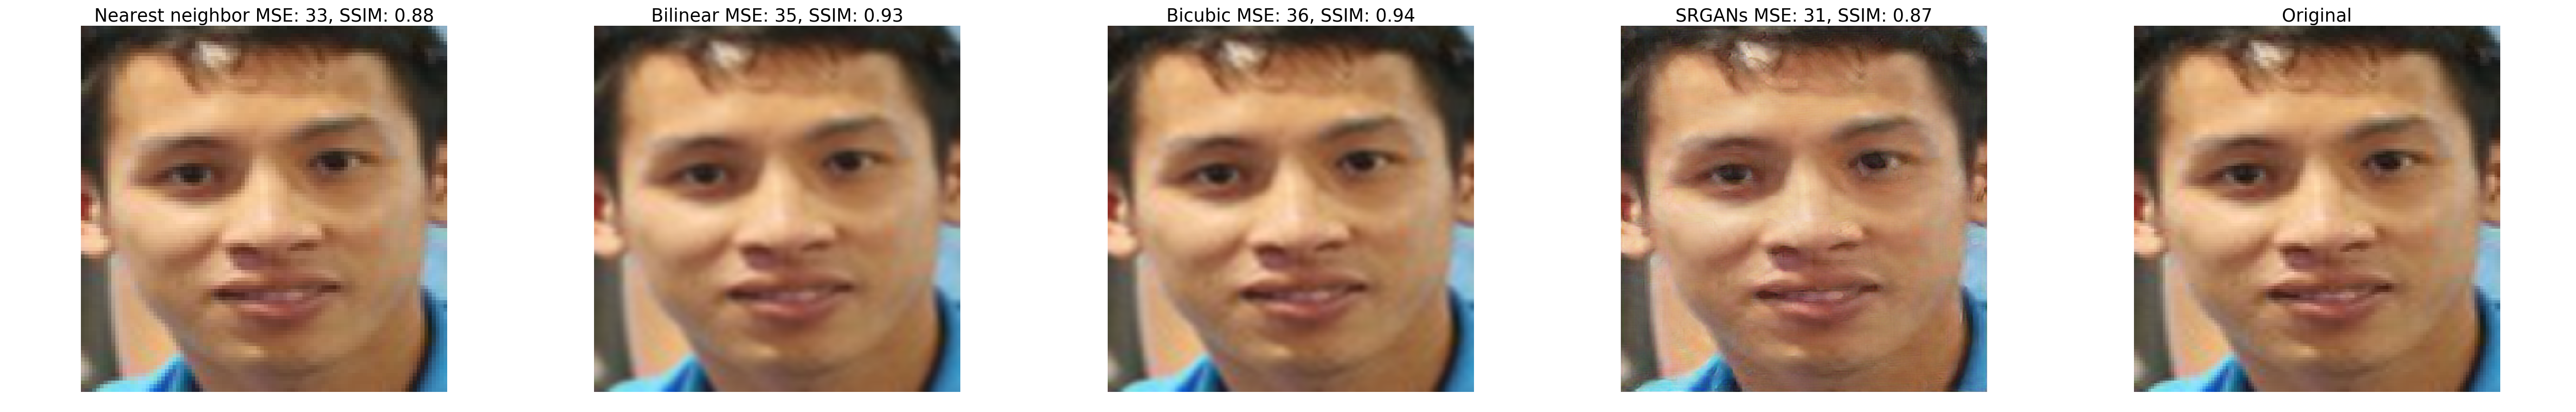 Nearest neighbor MSE: 33, SSIM: 0.88
Bilinear MSE: 35, SSIM: 0.93
Bicubic MSE: 36, SSIM: 0.94
SRGANs MSE: 31, SSIM: 0.87
Original